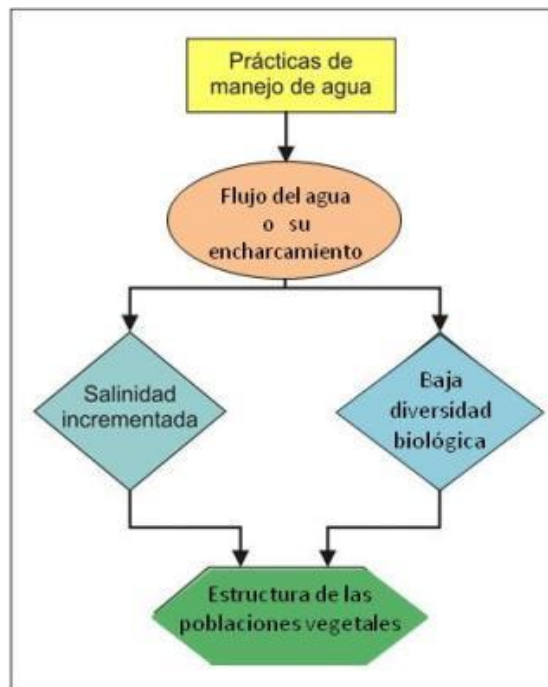 Prácticas de
manejo de agua
Flujo del agua
o su
encharcamiento
Salinidad
incrementada
Baja
diversidad
biológica
Estructura de las
poblaciones vegetales